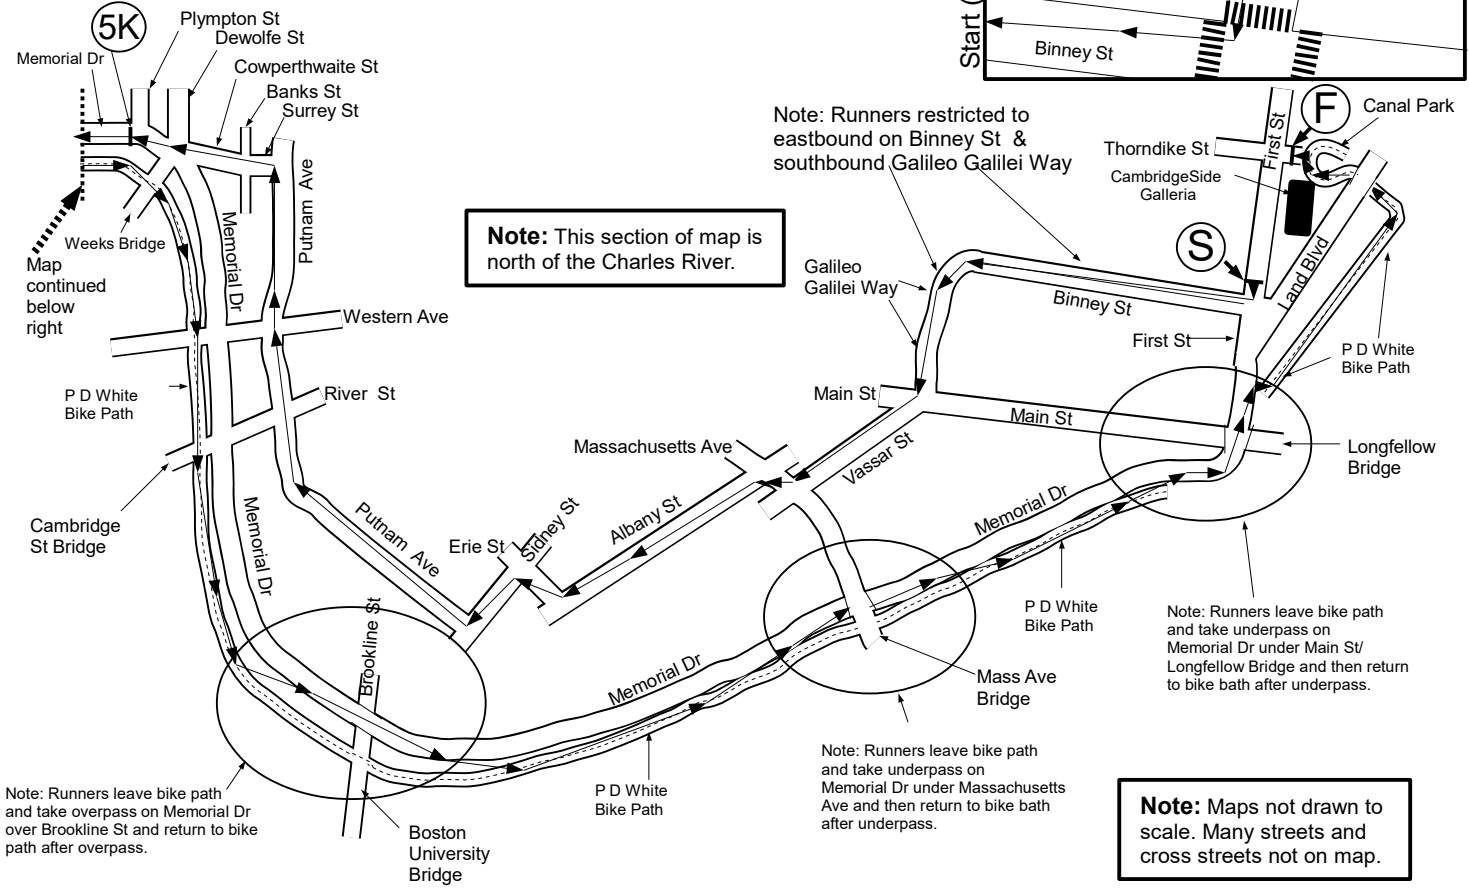 5K
Plympton St
Dewolfe St
Memorial Dr
Cowperthwaite St
Banks St
Surrey St
Putnam Ave
Memorial Dr
Weeks Bridge
Map
continued
below
right
Western Ave
P D White
Bike Path
River St
Cambridge
St Bridge
Memorial Dr
Putnam Ave
Brookline St
Note: Runners leave bike path
and take overpass on Memorial Dr
over Brookline St and return to bike
path after overpass.
Boston
University
Bridge
Note: This section of map is
north of the Charles River.
Massachusetts Ave
Erie St
Sidney St
Albany St
Vassar St
Memorial Dr
P D White
Bike Path
Start (
Binney St
Note: Runners restricted to
eastbound on Binney St &
southbound Galileo Galilei Way
Galileo
Galilei Way
Binney St
First St
Main St
Main St
F
Canal Park
First St
Thorndike St
CambridgeSide
Galleria
S
Land Blvd
P D White
Bike Path
Longfellow
Bridge
Memorial Dr
P D White
Bike Path
Mass Ave
Bridge
Note: Runners leave bike path
and take underpass on
Memorial Dr under Massachusetts
Ave and then return to bike bath
after underpass.
Note: Runners leave bike path
and take underpass on
Memorial Dr under Main St/
Longfellow Bridge and then return
to bike bath after underpass.
Note: Maps not drawn to
scale. Many streets and
cross streets not on map.